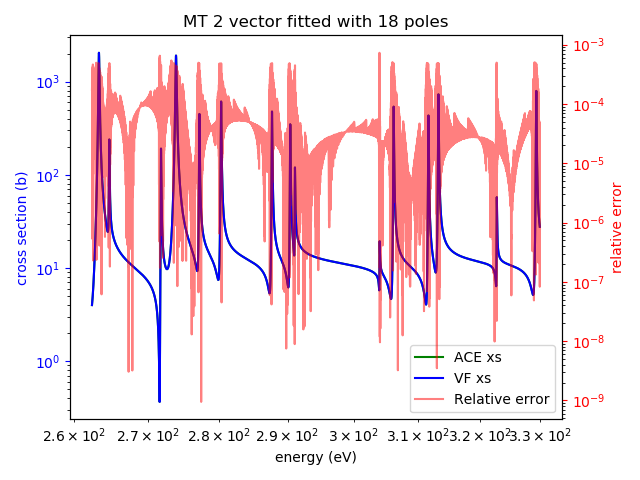 MT 2 vector fitted with 18 poles
10³
10²
10¹
10⁰
cross section (b)
10⁻³
10⁻⁴
10⁻⁵
10⁻⁶
10⁻⁷
10⁻⁸
10⁻⁹
relative error
ACE xs
VF xs
Relative error
2.6 × 10² 2.7 × 10² 2.8 × 10² 2.9 × 10² 3 × 10² 3.1 × 10² 3.2 × 10² 3.3 × 10²
energy (eV)